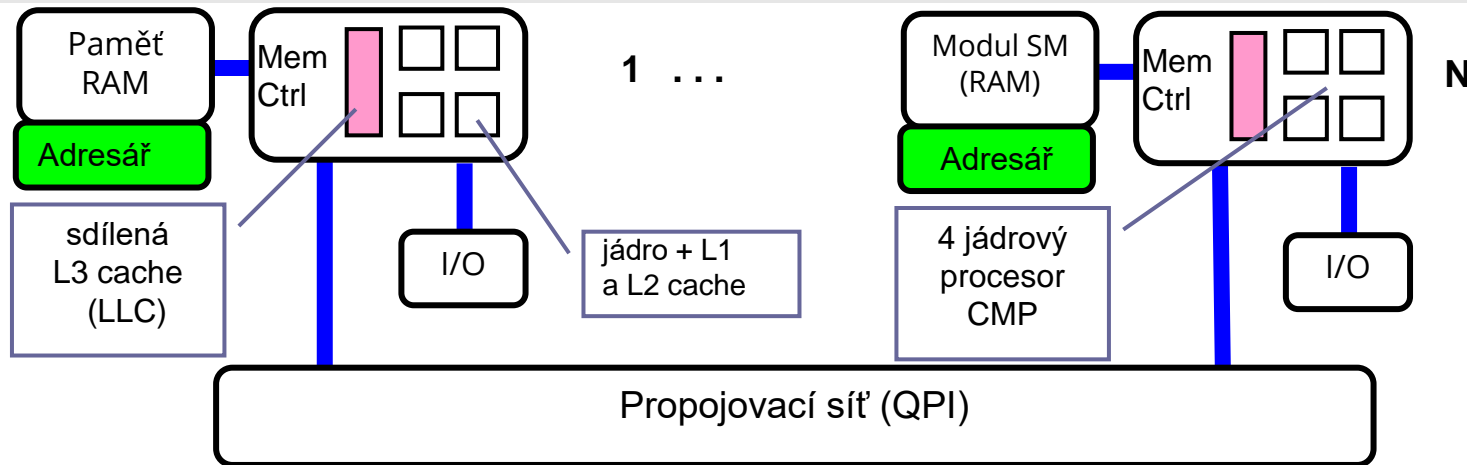 Paměť
RAM
Mem
Ctrl
Adresář
1 . . .
Modul SM
(RAM)
Mem
Ctrl
N
Adresář
sdílená
L3 cache
(LLC)
I/O
jádro + L1
a L2 cache
4 jádrový
procesor
CMP
I/O
Propojovací síť (QPI)